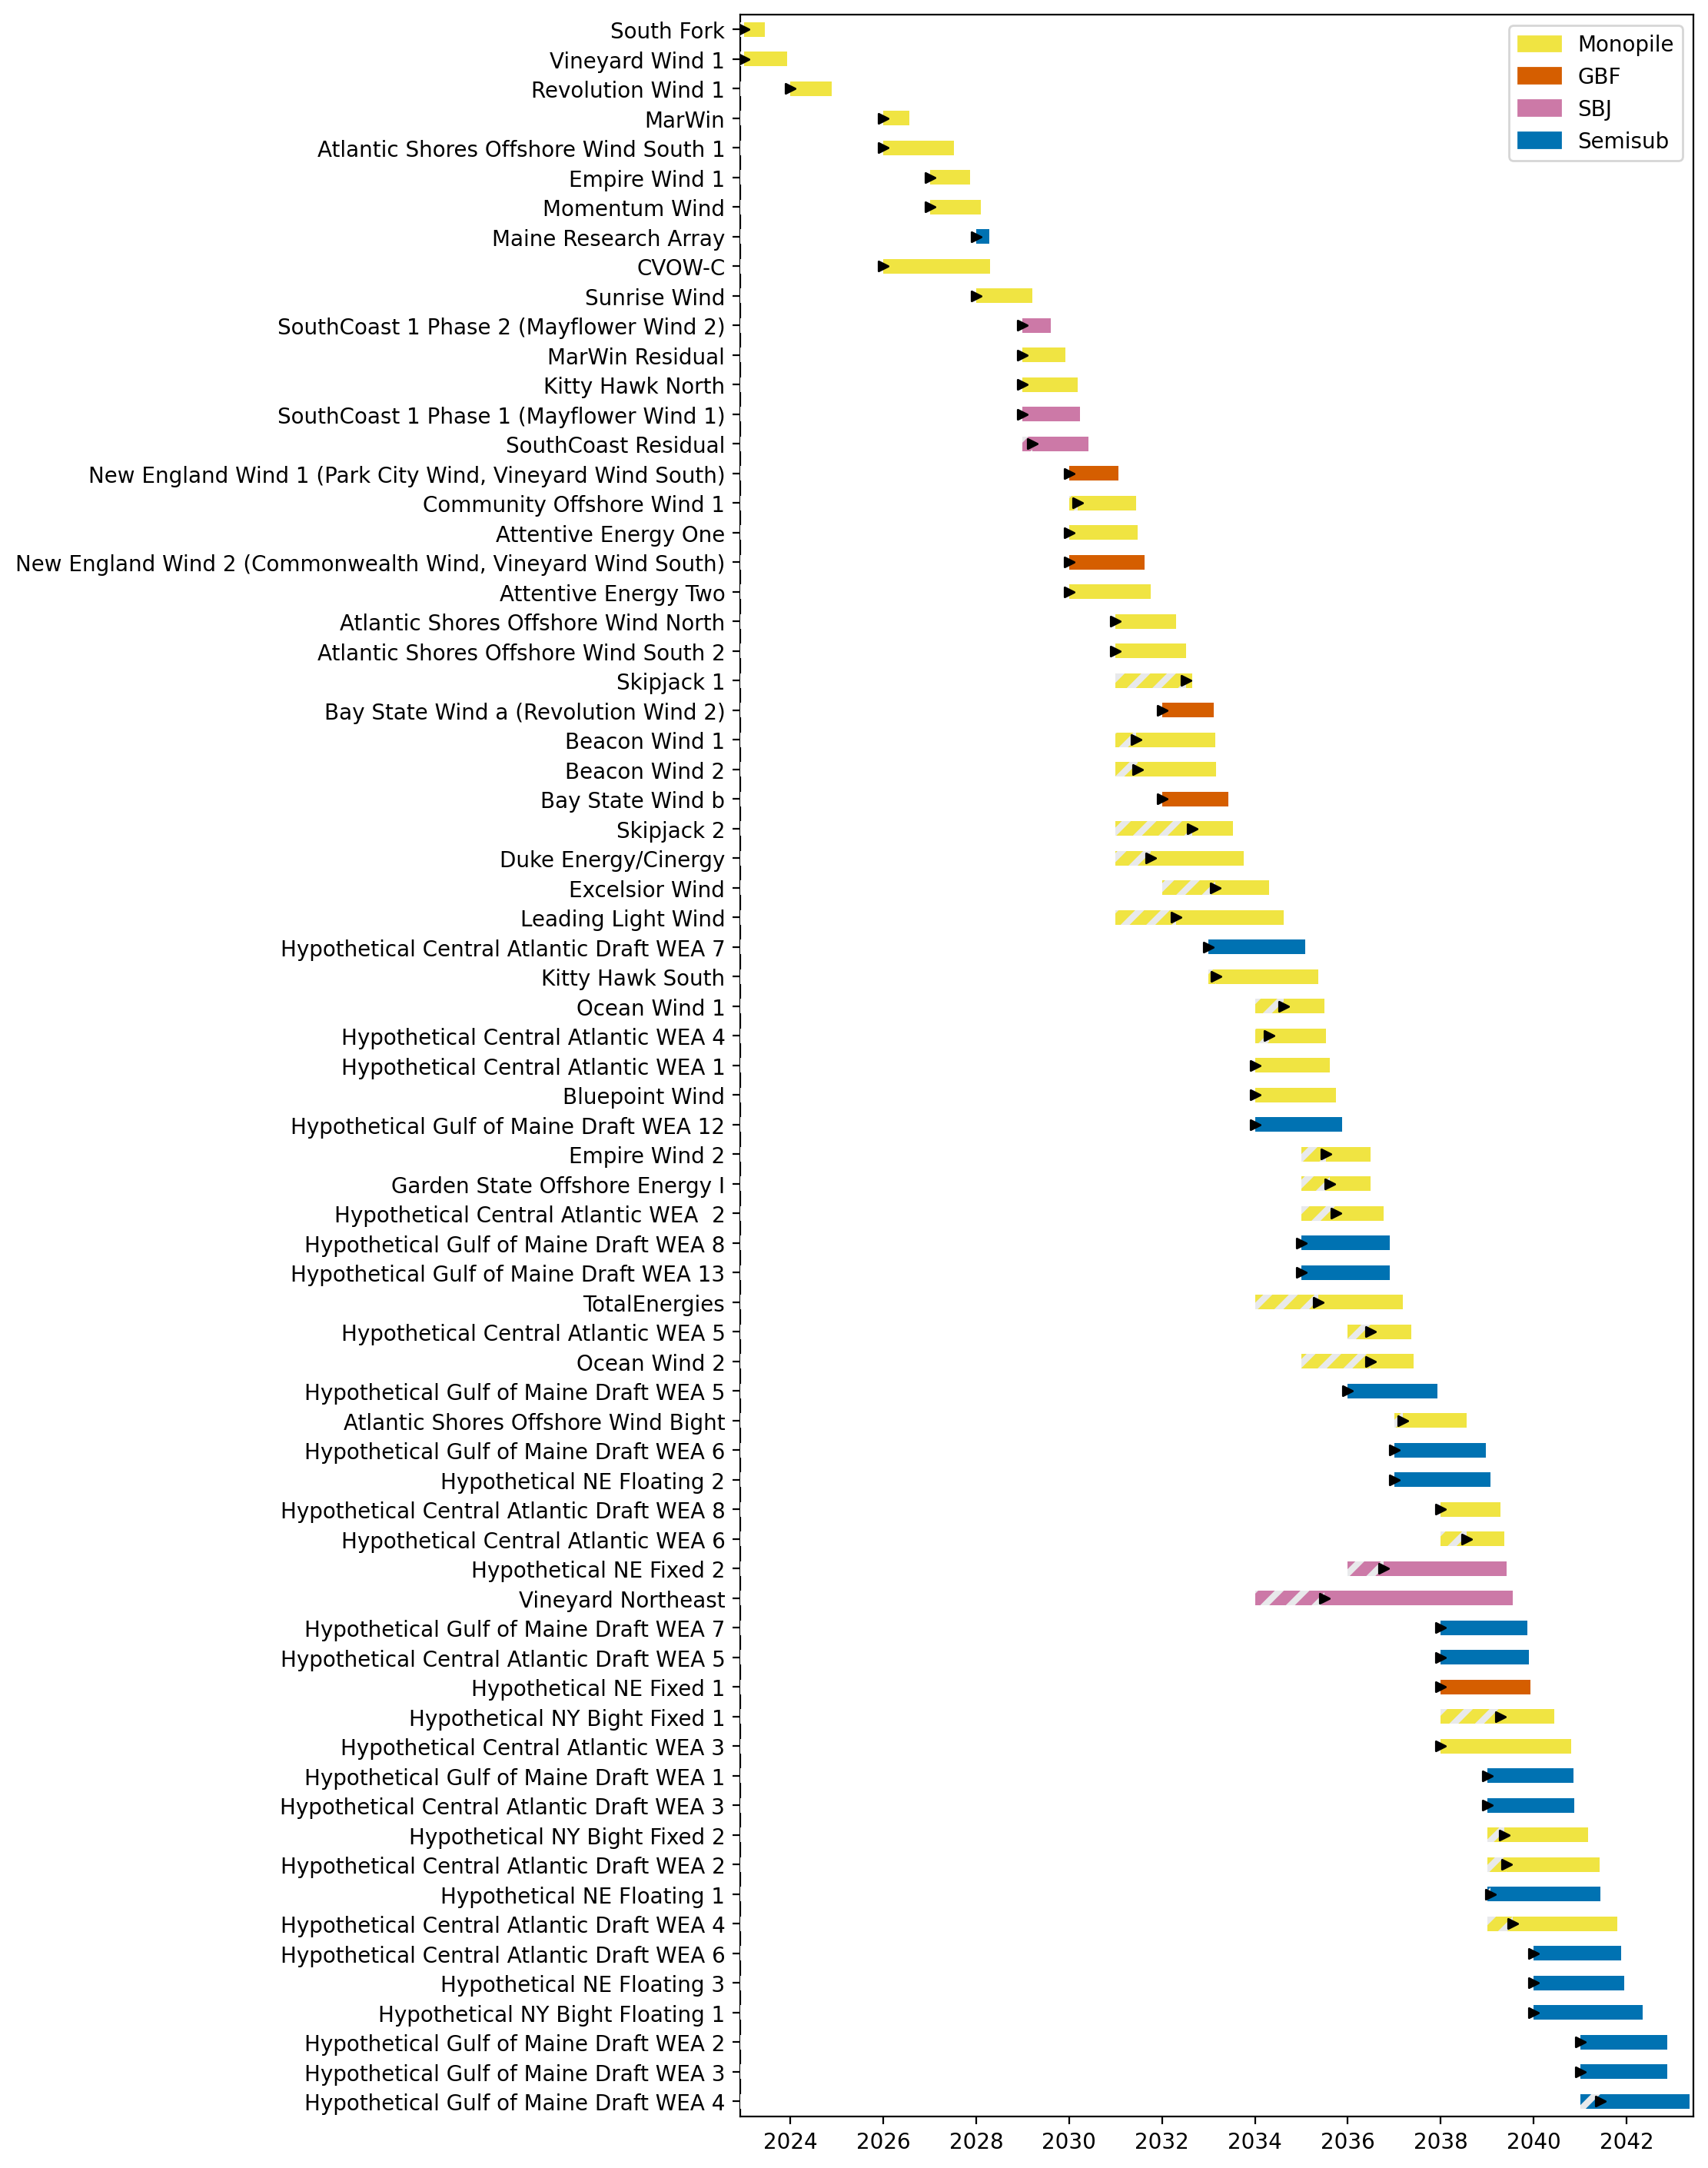 South Fork
Vineyard Wind 1
Revolution Wind 1
MarWin
Atlantic Shores Offshore Wind South 1
Empire Wind 1
Momentum Wind
Maine Research Array
CVOW-C
Sunrise Wind
SouthCoast 1 Phase 2 (Mayflower Wind 2)
MarWin Residual
Kitty Hawk North
SouthCoast 1 Phase 1 (Mayflower Wind 1)
SouthCoast Residual
New England Wind 1 (Park City Wind, Vineyard Wind South)
Community Offshore Wind 1
Attentive Energy One
New England Wind 2 (Commonwealth Wind, Vineyard Wind South)
Attentive Energy Two
Atlantic Shores Offshore Wind North
Atlantic Shores Offshore Wind South 2
Skipjack 1
Bay State Wind a (Revolution Wind 2)
Beacon Wind 1
Beacon Wind 2
Bay State Wind b
Skipjack 2
Duke Energy/Cinergy
Excelsior Wind
Leading Light Wind
Hypothetical Central Atlantic Draft WEA 7
Kitty Hawk South
Ocean Wind 1
Hypothetical Central Atlantic WEA 4
Hypothetical Central Atlantic WEA 1
Bluepoint Wind
Hypothetical Gulf of Maine Draft WEA 12
Empire Wind 2
Garden State Offshore Energy I
Hypothetical Central Atlantic WEA  2
Hypothetical Gulf of Maine Draft WEA 8
Hypothetical Gulf of Maine Draft WEA 13
TotalEnergies
Hypothetical Central Atlantic WEA 5
Ocean Wind 2
Hypothetical Gulf of Maine Draft WEA 5
Atlantic Shores Offshore Wind Bight
Hypothetical Gulf of Maine Draft WEA 6
Hypothetical NE Floating 2
Hypothetical Central Atlantic Draft WEA 8
Hypothetical Central Atlantic WEA 6
Hypothetical NE Fixed 2
Vineyard Northeast
Hypothetical Gulf of Maine Draft WEA 7
Hypothetical Central Atlantic Draft WEA 5
Hypothetical NE Fixed 1
Hypothetical NY Bight Fixed 1
Hypothetical Central Atlantic WEA 3
Hypothetical Gulf of Maine Draft WEA 1
Hypothetical Central Atlantic Draft WEA 3
Hypothetical NY Bight Fixed 2
Hypothetical Central Atlantic Draft WEA 2
Hypothetical NE Floating 1
Hypothetical Central Atlantic Draft WEA 4
Hypothetical Central Atlantic Draft WEA 6
Hypothetical NE Floating 3
Hypothetical NY Bight Floating 1
Hypothetical Gulf of Maine Draft WEA 2
Hypothetical Gulf of Maine Draft WEA 3
Hypothetical Gulf of Maine Draft WEA 4
2024 2026 2028 2030 2032 2034 2036 2038 2040 2042
Monopile
GBF
SBJ
Semisub